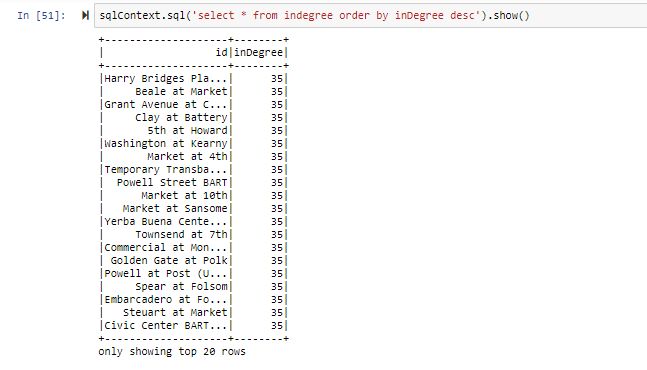 In [51]: sqlContext.sql('select * from indegree order by inDegree desc').show()
+--------------------+--------+
|                  id|inDegree|
+--------------------+--------+
|Harry Bridges Pla...|      35|
|     Beale at Market|      35|
|Grant Avenue at C...|      35|
|     Clay at Battery|      35|
|       5th at Howard|      35|
|Washington at Kearny|      35|
|       Market at 4th|      35|
|Temporary Transba...|      35|
|  Powell Street BART|      35|
|      Market at 10th|      35|
|   Market at Sansome|      35|
|Yerba Buena Cente...|      35|
|     Townsend at 7th|      35|
|Commercial at Mon...|      35|
| Golden Gate at Polk|      35|
|Powell at Post (U...|      35|
|     Spear at Folsom|      35|
|Embarcadero at Fo...|      35|
|   Steuart at Market|      35|
|Civic Center BART...|      35|
+--------------------+--------+
only showing top 20 rows